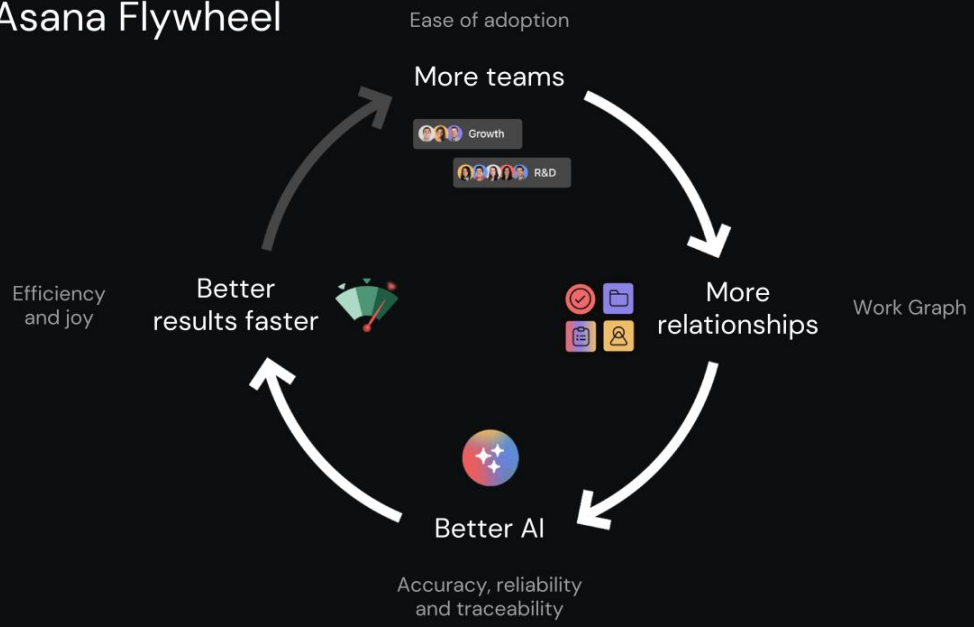 Asana Flywheel
Ease of adoption
More teams
Growth
R&D
Efficiency
and joy
Better
results faster
More
relationships
Work Graph
Better AI
Accuracy, reliability
and traceability